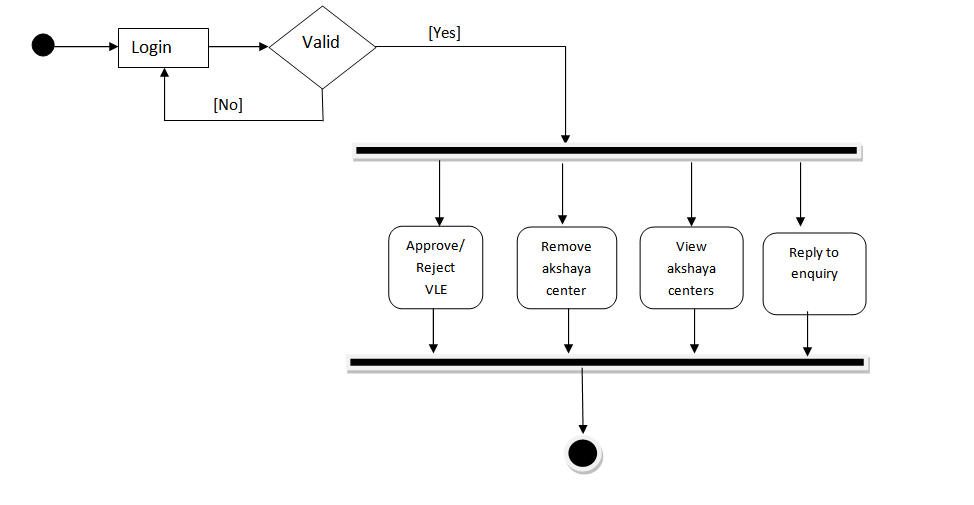 Login
Valid
[Yes]
[No]
Approve/
Reject
VLE
Remove
akshaya
center
View
akshaya
centers
Reply to
enquiry